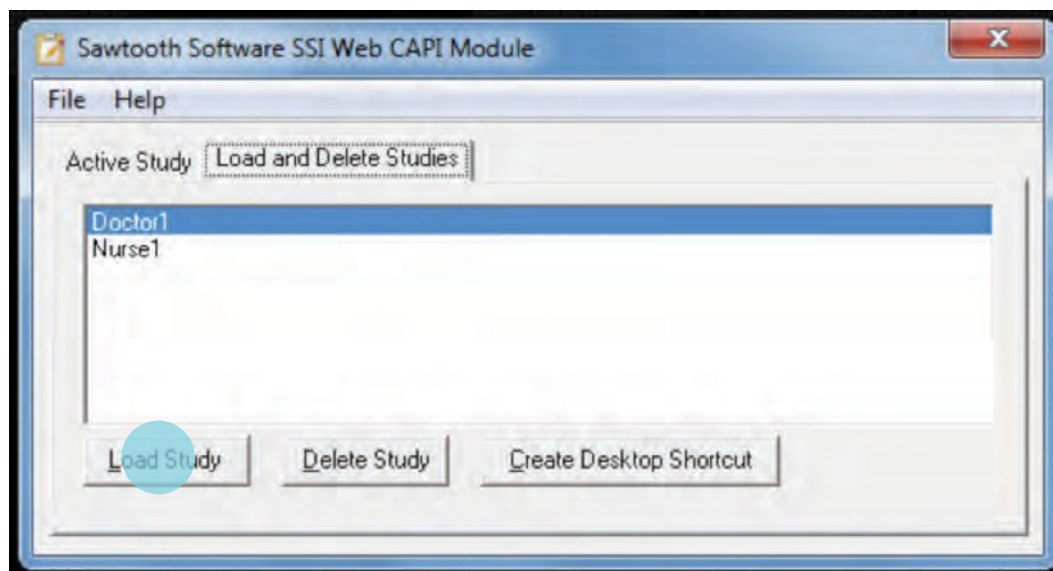 Sawtooth Software SSI Web CAPI Module
File Help
Active Study Load and Delete Studies
Doctor1
Nurse1
Load Study Delete Study Create Desktop Shortcut